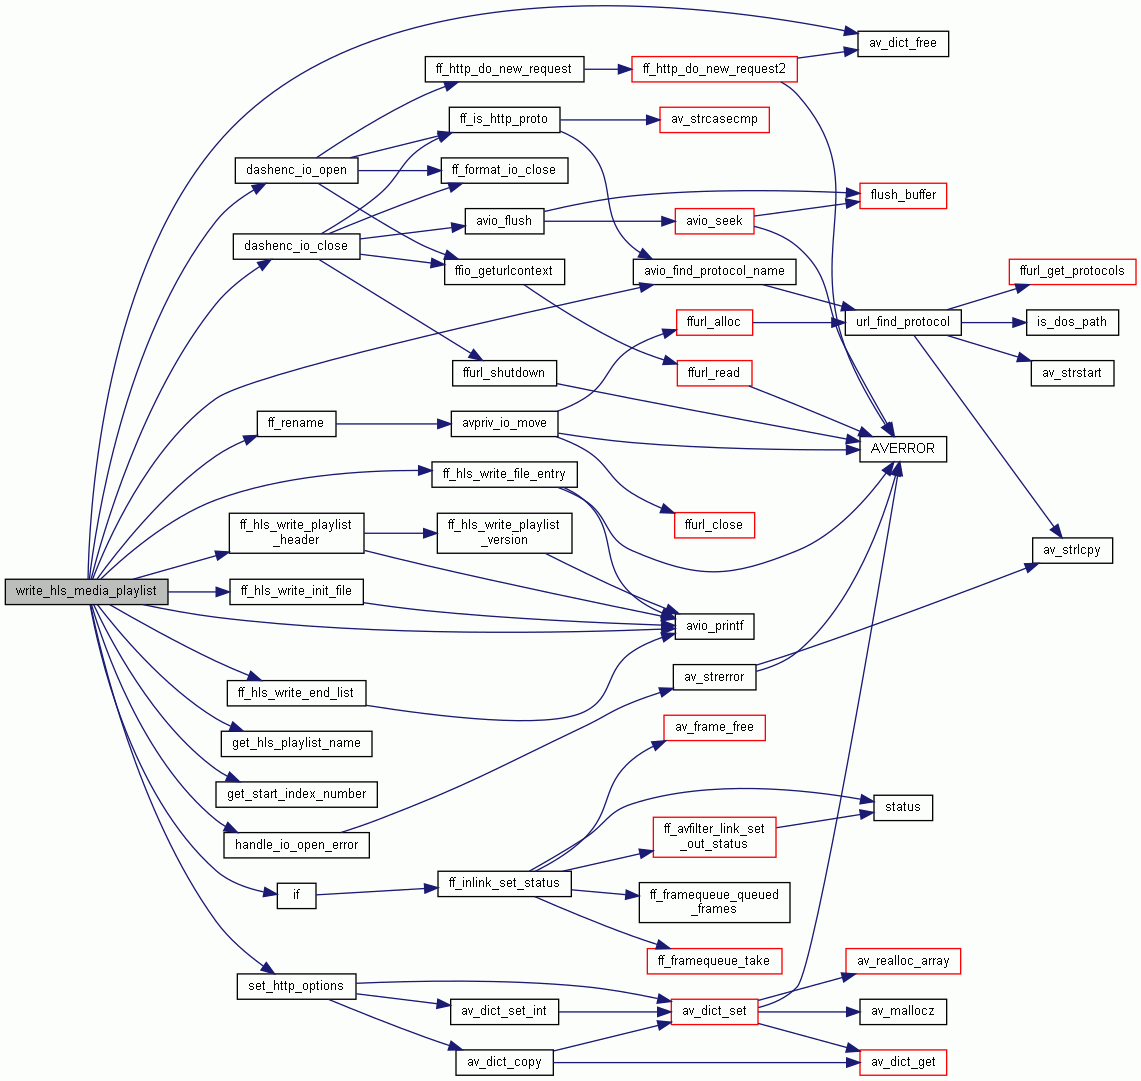 av_dict_free
ff_http_do_new_request
ff_http_do_new_request2
ff_is_http_proto
av_strcasecmp
dashenc_io_open
ff_format_io_close
flush_buffer
avio_flush
avio_seek
dashenc_io_close
ffio_geturlcontext
avio_find_protocol_name
ffurl_get_protocols
ffurl_alloc
url_find_protocol
is_dos_path
ffurl_shutdown
ffurl_read
av_strstart
ff_rename
avpriv_io_move
AVERROR
ff_hls_write_file_entry
ff_hls_write_playlist
_header
ff_hls_write_playlist
_version
ffurl_close
av_strlcpy
write_hls_media_playlist
ff_hls_write_init_file
avio_printf
ff_hls_write_end_list
av_strerror
get_hls_playlist_name
av_frame_free
get_start_index_number
status
handle_io_open_error
ff_avfilter_link_set
_out_status
if
ff_inlink_set_status
ff_framequeue_queued
_frames
ff_framequeue_take
av_realloc_array
set_http_options
av_dict_set_int
av_dict_set
av_mallocz
av_dict_copy
av_dict_get